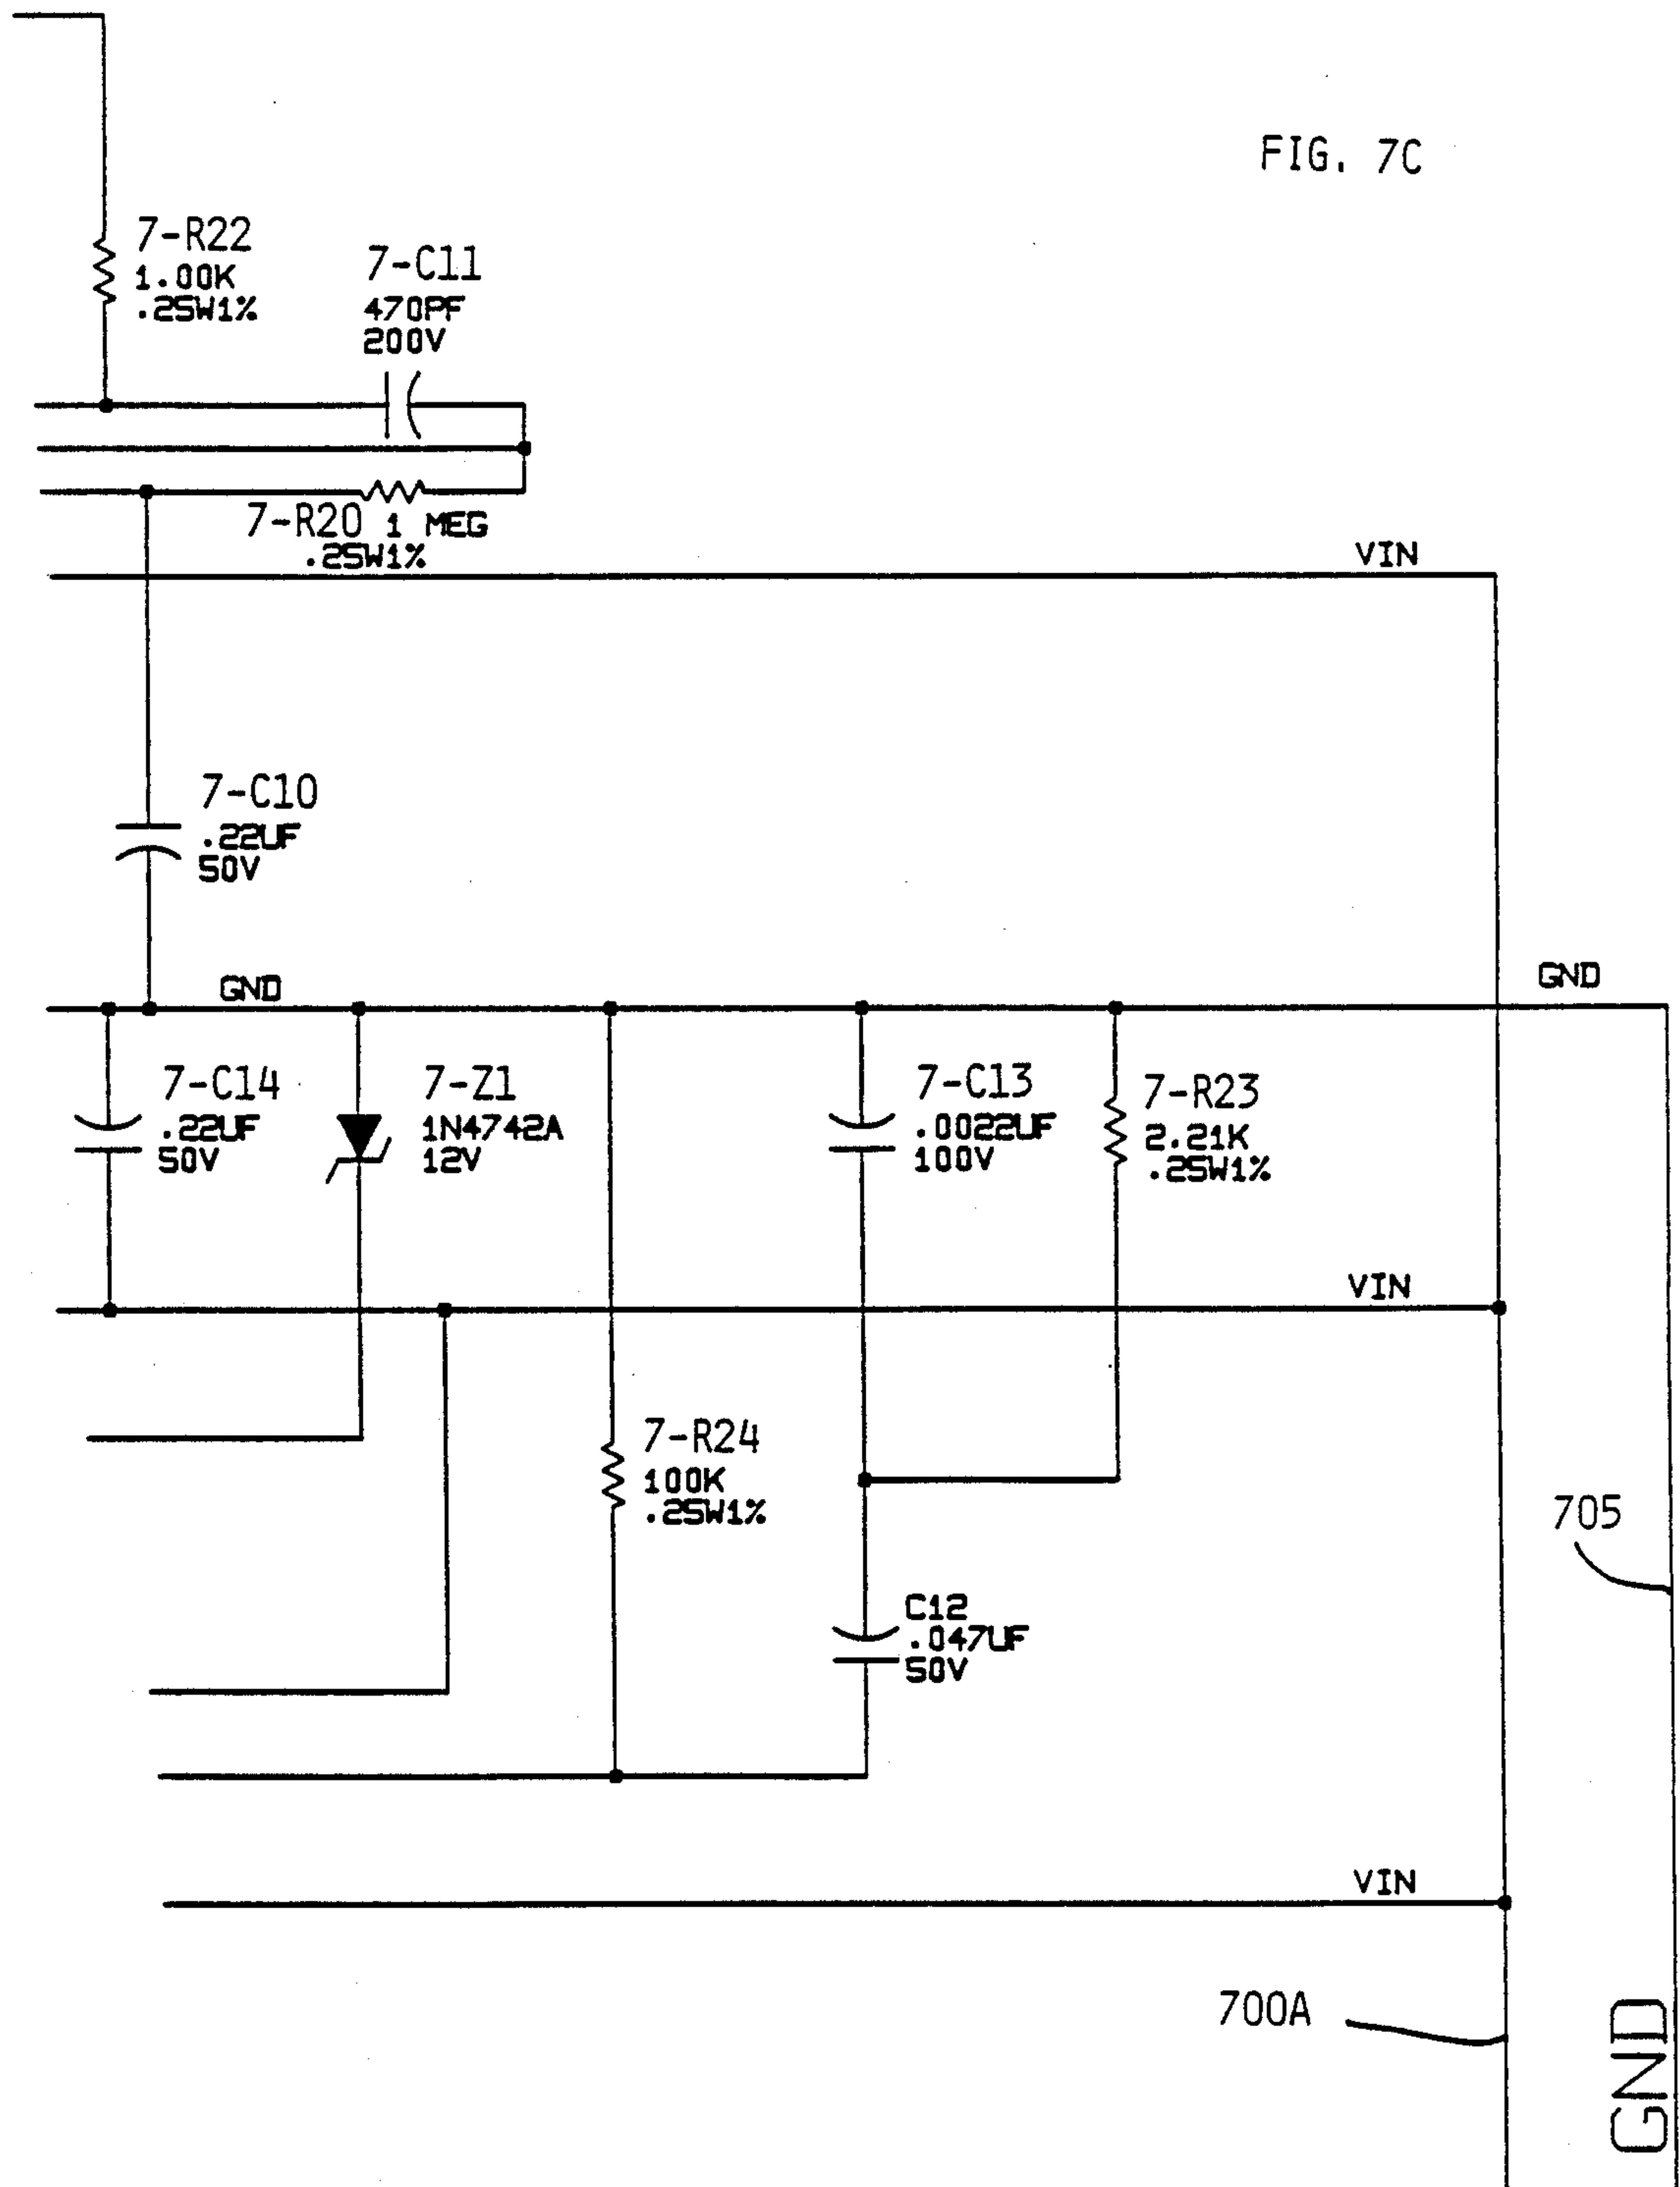 FIG. 7C
7-R22
1.00K
.25W1%
7-C11
470PF
200V
7-R20 1 MEG
.25W1%
VIN
7-C10
.22UF
50V
GND
GND
7-C14
.22UF
50V
7-Z1
1N4742A
12V
7-C13
.0022UF
100V
7-R23
2.21K
.25W1%
VIN
7-R24
100K
.25W1%
705
C12
.047UF
50V
VIN
700A
GND